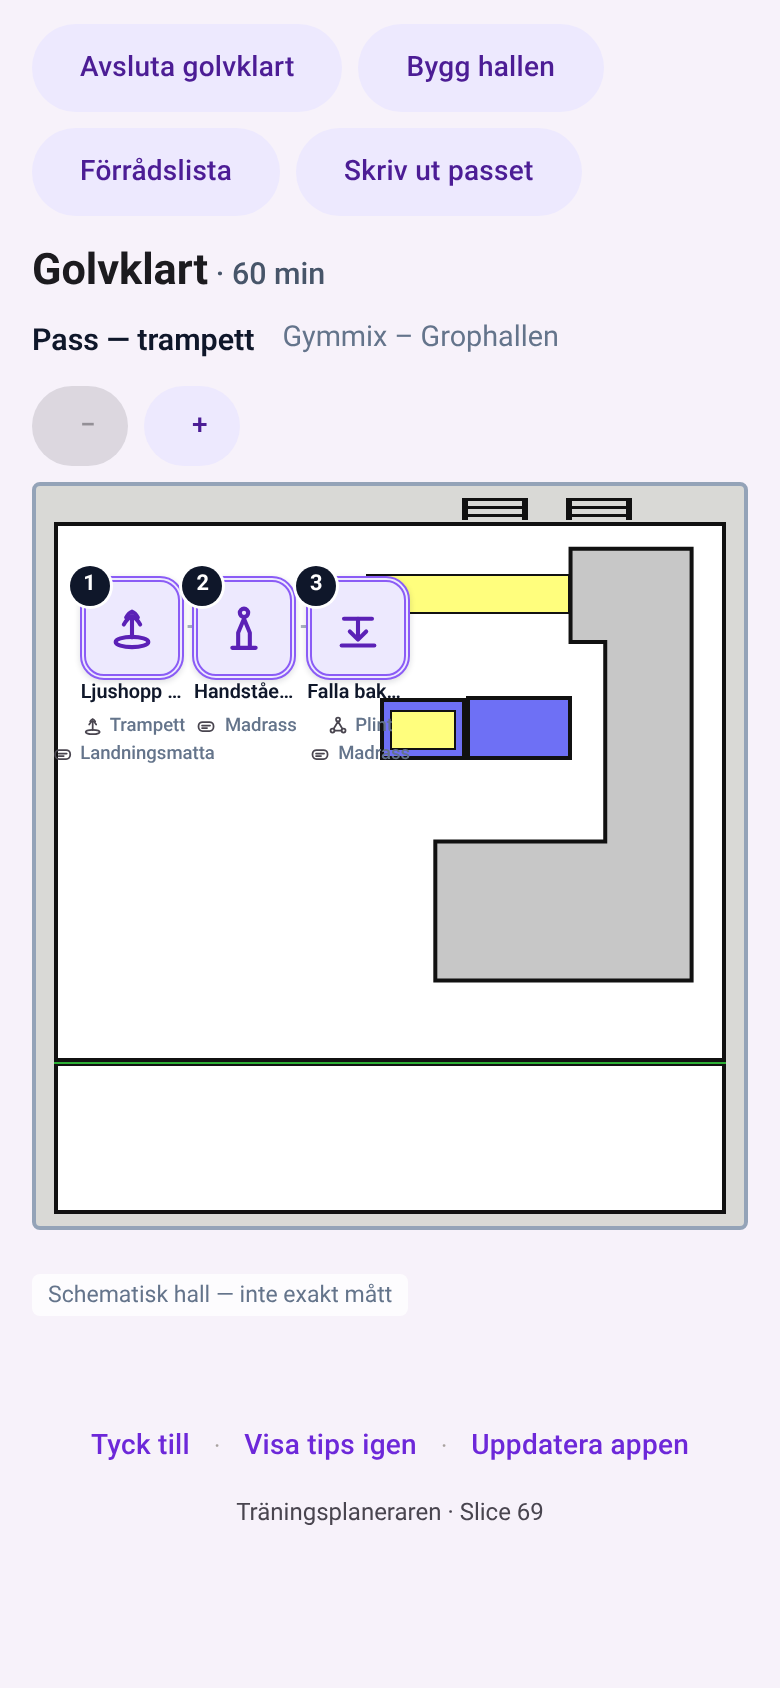 Avsluta golvklart
Bygg hallen
Förrådslista
Skriv ut passet
Golvklart · 60 min
Pass — trampett
Gymmix – Grophallen
−
+
1
2
3
Ljushopp ...
Handståe...
Falla bak...
Trampett
Madrass
Plint
Landningsmatta
Madrass
Schematisk hall — inte exakt mått
Tyck till · Visa tips igen · Uppdatera appen
Träningsplaneraren · Slice 69